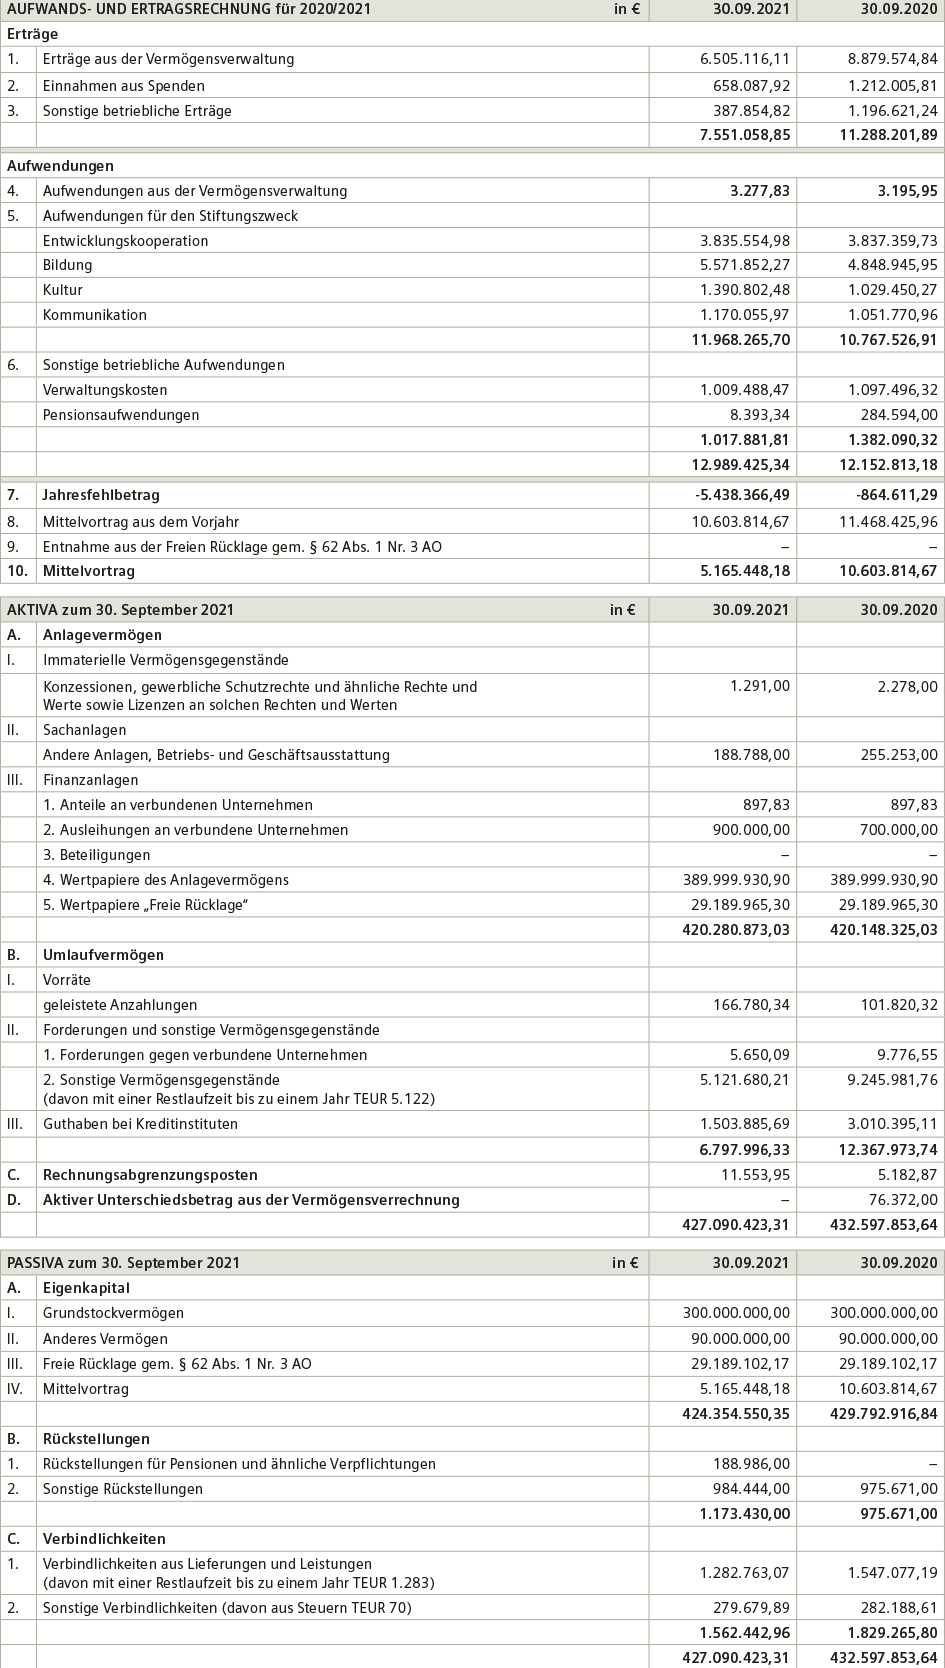 AUFWANDS- UND ERTRAGSRECHNUNG für 2020/2021 in € 30.09.2021 30.09.2020
Erträge
1. Erträge aus der Vermögensverwaltung 6.505.116,11 8.879.574,84
2. Einnahmen aus Spenden 658.087,92 1.212.005,81
3. Sonstige betriebliche Erträge 387.854,82 1.196.621,24
7.551.058,85 11.288.201,89
Aufwendungen
4. Aufwendungen aus der Vermögensverwaltung 3.277,83 3.195,95
5. Aufwendungen für den Stiftungszweck
Entwicklungskooperation 3.835.554,98 3.837.359,73
Bildung 5.571.852,27 4.848.945,95
Kultur 1.390.802,48 1.029.450,27
Kommunikation 1.170.055,97 1.051.770,96
11.968.265,70 10.767.526,91
6. Sonstige betriebliche Aufwendungen
Verwaltungskosten 1.009.488,47 1.097.496,32
Pensionsaufwendungen 8.393,34 284.594,00
1.017.881,81 1.382.090,32
12.989.425,34 12.152.813,18
7. Jahresfehlbetrag -5.438.366,49 -864.611,29
8. Mittelvortrag aus dem Vorjahr 10.603.814,67 11.468.425,96
9. Entnahme aus der Freien Rücklage gem. § 62 Abs. 1 Nr. 3 AO – –
10. Mittelvortrag 5.165.448,18 10.603.814,67
AKTIVA zum 30. September 2021 in € 30.09.2021 30.09.2020
A. Anlagevermögen
I. Immaterielle Vermögensgegenstände
Konzessionen, gewerbliche Schutzrechte und ähnliche Rechte und 1.291,00 2.278,00
Werte sowie Lizenzen an solchen Rechten und Werten
II. Sachanlagen
Andere Anlagen, Betriebs- und Geschäftsausstattung 188.788,00 255.253,00
III. Finanzanlagen
1. Anteile an verbundenen Unternehmen 897,83 897,83
2. Ausleihungen an verbundene Unternehmen 900.000,00 700.000,00
3. Beteiligungen – –
4. Wertpapiere des Anlagevermögens 389.999.930,90 389.999.930,90
5. Wertpapiere „Freie Rücklage“ 29.189.965,30 29.189.965,30
420.280.873,03 420.148.325,03
B. Umlaufvermögen
I. Vorräte
geleistete Anzahlungen 166.780,34 101.820,32
II. Forderungen und sonstige Vermögensgegenstände
1. Forderungen gegen verbundene Unternehmen 5.650,09 9.776,55
2. Sonstige Vermögensgegenstände 5.121.680,21 9.245.981,76
(davon mit einer Restlaufzeit bis zu einem Jahr TEUR 5.122)
III. Guthaben bei Kreditinstituten 1.503.885,69 3.010.395,11
6.797.996,33 12.367.973,74
C. Rechnungsabgrenzungsposten 11.553,95 5.182,87
D. Aktiver Unterschiedsbetrag aus der Vermögensverrechnung – 76.372,00
427.090.423,31 432.597.853,64
PASSIVA zum 30. September 2021 in € 30.09.2021 30.09.2020
A. Eigenkapital
I. Grundstockvermögen 300.000.000,00 300.000.000,00
II. Anderes Vermögen 90.000.000,00 90.000.000,00
III. Freie Rücklage gem. § 62 Abs. 1 Nr. 3 AO 29.189.102,17 29.189.102,17
IV. Mittelvortrag 5.165.448,18 10.603.814,67
424.354.550,35 429.792.916,84
B. Rückstellungen
1. Rückstellungen für Pensionen und ähnliche Verpflichtungen 188.986,00 –
2. Sonstige Rückstellungen 984.444,00 975.671,00
1.173.430,00 975.671,00
C. Verbindlichkeiten
1. Verbindlichkeiten aus Lieferungen und Leistungen 1.282.763,07 1.547.077,19
(davon mit einer Restlaufzeit bis zu einem Jahr TEUR 1.283)
2. Sonstige Verbindlichkeiten (davon aus Steuern TEUR 70) 279.679,89 282.188,61
1.562.442,96 1.829.265,80
427.090.423,31 432.597.853,64